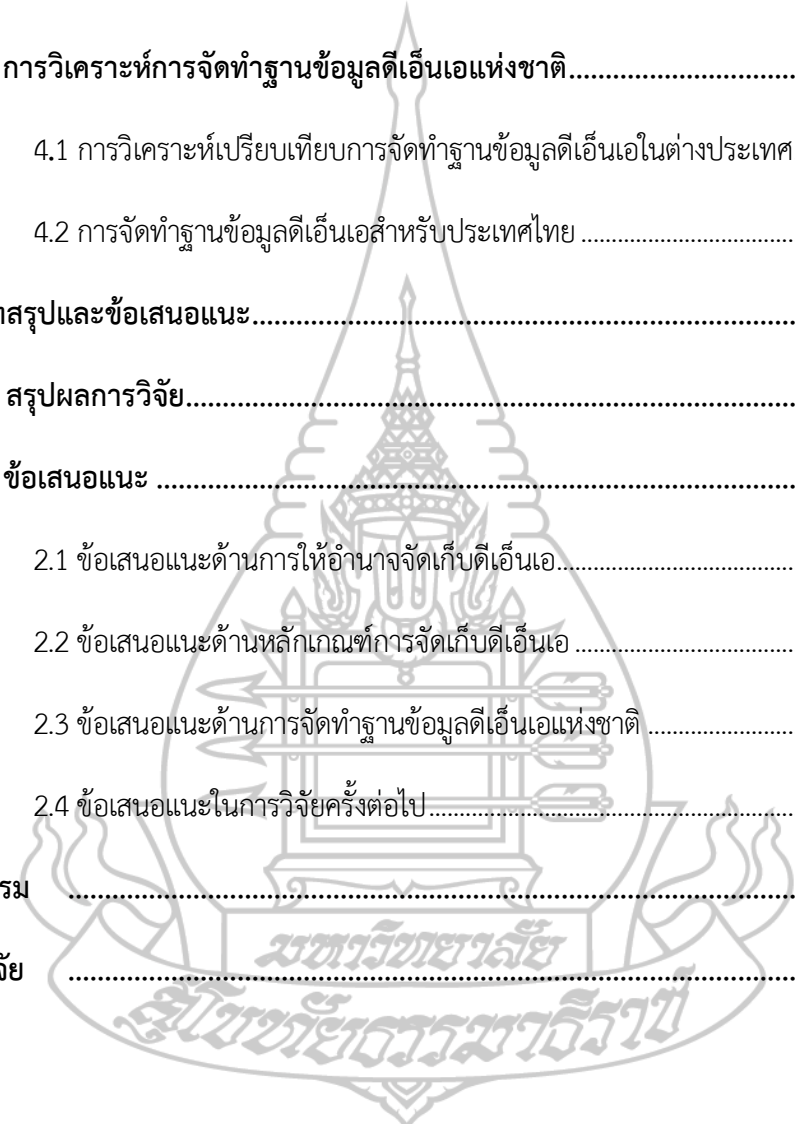 การวิเคราะห์การจัดทำฐานข้อมูลดีเอ็นเอแห่งชาติ..............................
4.1 การวิเคราะห์เปรียบเทียบการจัดทำฐานข้อมูลดีเอ็นเอในต่างประเทศ
4.2 การจัดทำฐานข้อมูลดีเอ็นเอสำหรับประเทศไทย ....................................
ทสรุปและข้อเสนอแนะ..........................................................................
สรุปผลการวิจัย...................................................................................
ข้อเสนอแนะ ......................................................................................
2.1 ข้อเสนอแนะด้านการให้อำนาจจัดเก็บดีเอ็นเอ........................................
2.2 ข้อเสนอแนะด้านหลักเกณฑ์การจัดเก็บดีเอ็นเอ .....................................
2.3 ข้อเสนอแนะด้านการจัดทำฐานข้อมูลดีเอ็นเอแห่งชาติ .........................
2.4 ข้อเสนอแนะในการวิจัยครั้งต่อไป..............................................................
รม ....................................................................................................
จัย ....................................................................................................
มหาวิทยาลัย
สุโขทัยธรรมาธิราช